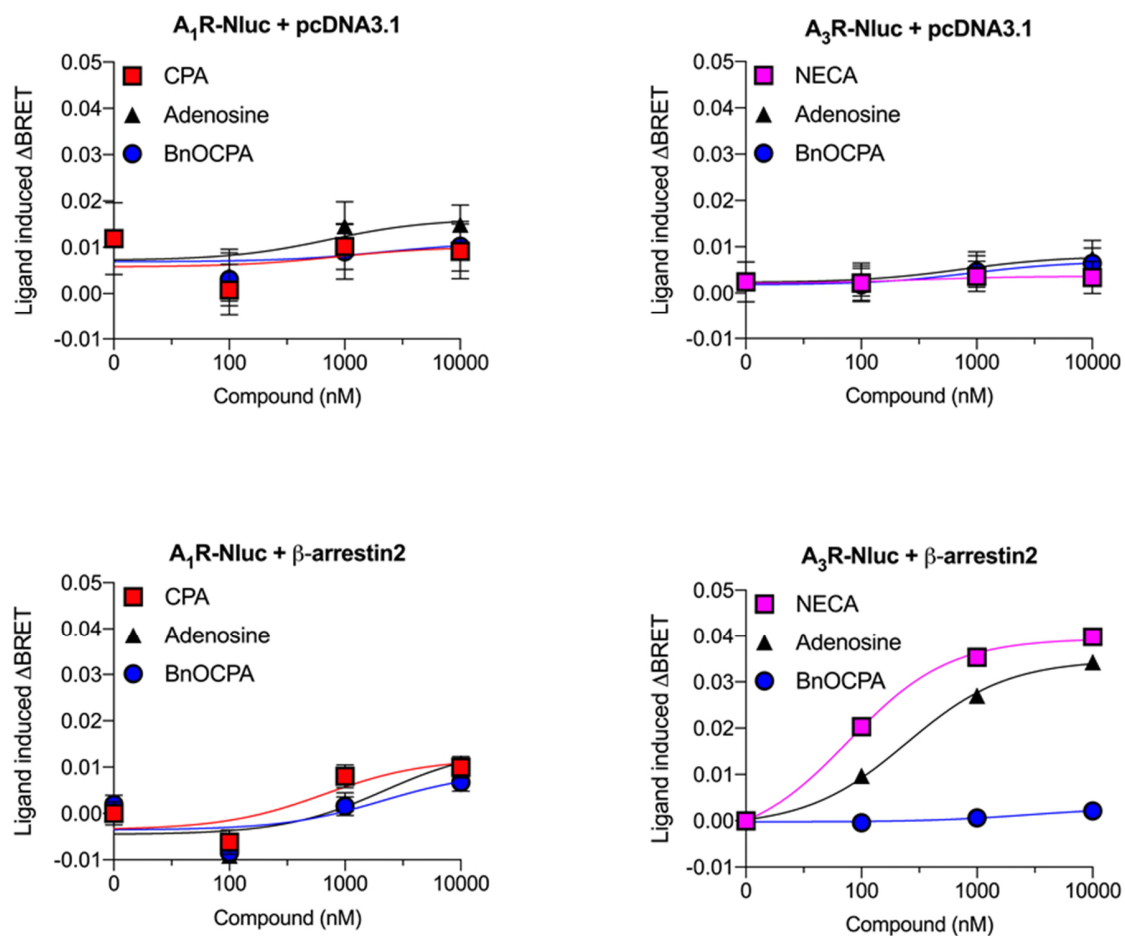 A₁R-Nluc + pcDNA3.1
Ligand induced ΔBRET
0.05
0.04
0.03
0.02
0.01
0.00
-0.01
CPA
Adenosine
BnOCPA
0 100 1000 10000
Compound (nM)
A₃R-Nluc + pcDNA3.1
Ligand induced ΔBRET
0.05
0.04
0.03
0.02
0.01
0.00
-0.01
NECA
Adenosine
BnOCPA
0 100 1000 10000
Compound (nM)
A₁R-Nluc + β-arrestin2
Ligand induced ΔBRET
0.05
0.04
0.03
0.02
0.01
0.00
-0.01
CPA
Adenosine
BnOCPA
0 100 1000 10000
Compound (nM)
A₃R-Nluc + β-arrestin2
Ligand induced ΔBRET
0.05
0.04
0.03
0.02
0.01
0.00
-0.01
NECA
Adenosine
BnOCPA
0 100 1000 10000
Compound (nM)